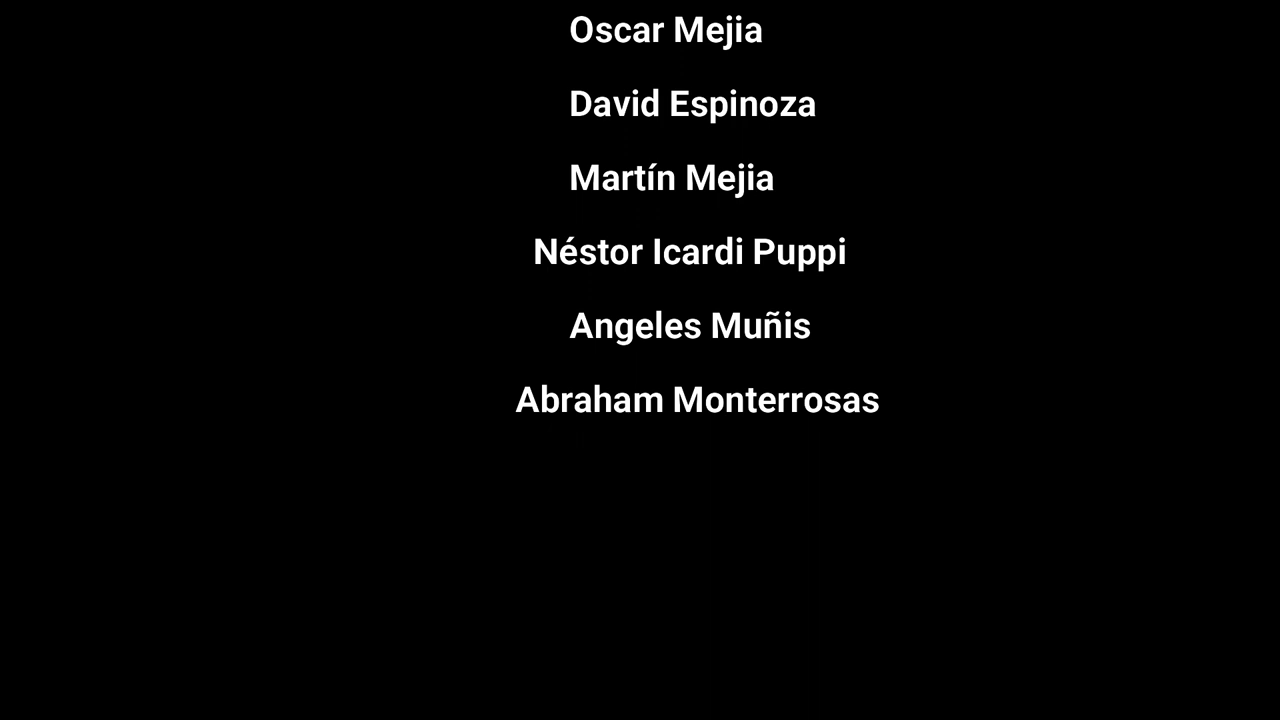 Oscar Mejia
David Espinoza
Martín Mejia
Néstor Icardi Puppi
Angeles Muñis
Abraham Monterrosas